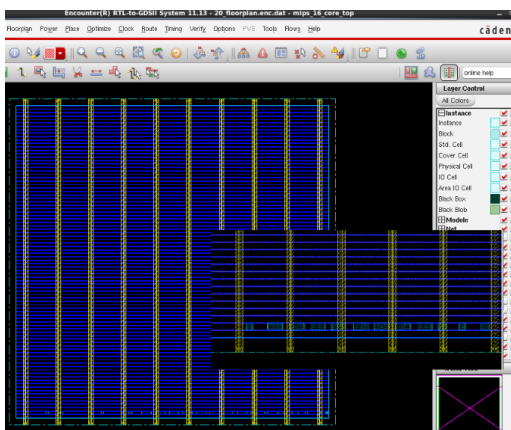 Encounter(R) RTL-to-GDSII System 11.13 - 20_floorplan.enc.dat - mips_16_core_top
Floorplan Power Place Optimize Clock Route Timing Verify Options PVS Tools Flows Help
cāden
online help
Layer Control
All Colors
Instance
Instance
Block
Std. Cell
Cover Cell
Physical Cell
IO Cell
Area IO Cell
Black Box
Black Blob
Module
Net